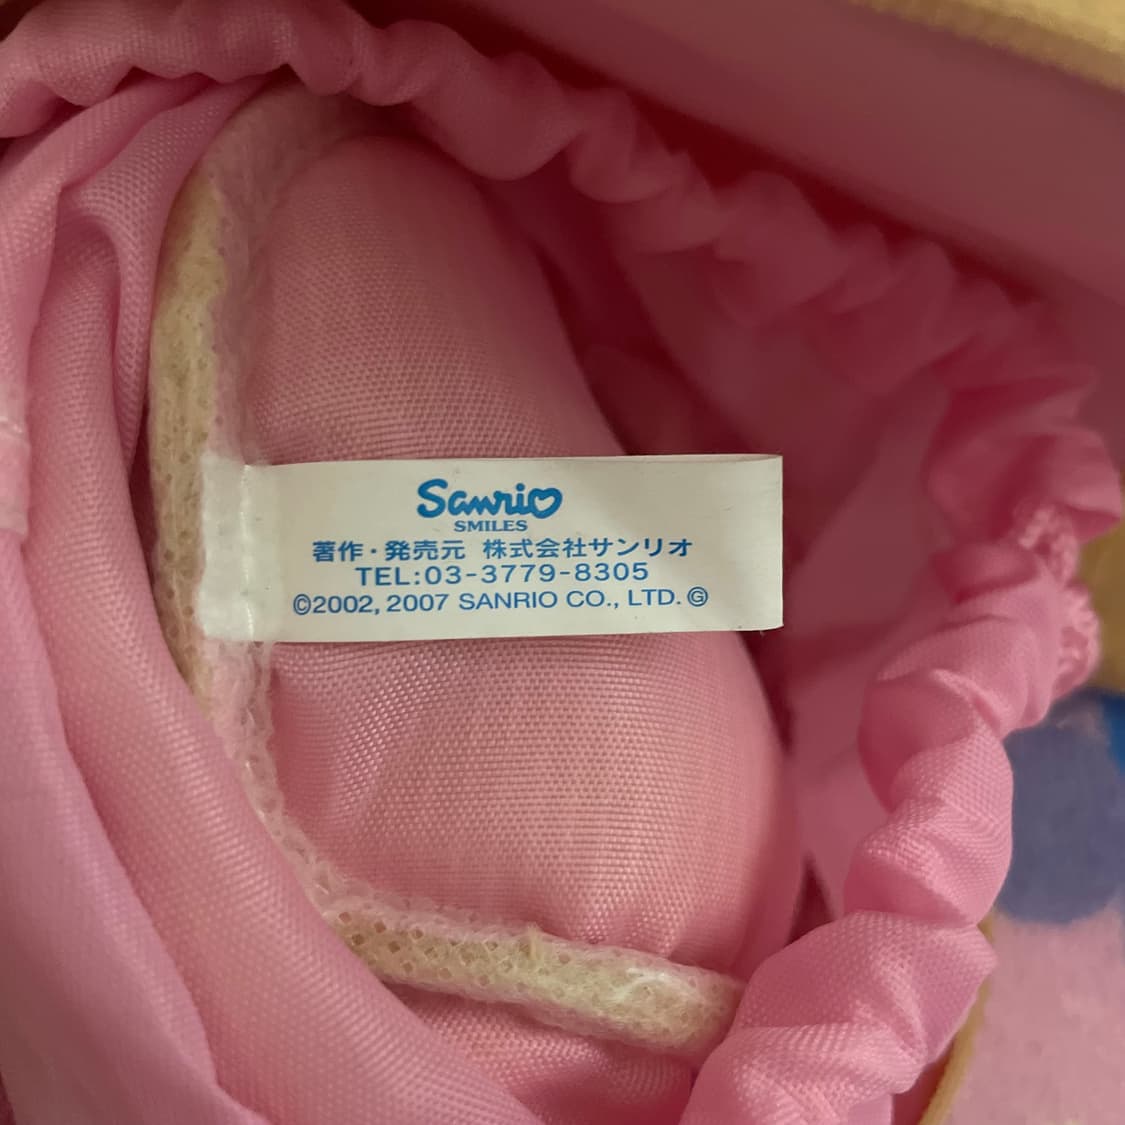 Sanrio
SMILES
著作・発売元 株式会社サンリオ
TEL:03-3779-8305
©2002, 2007 SANRIO CO., LTD. Ⓖ